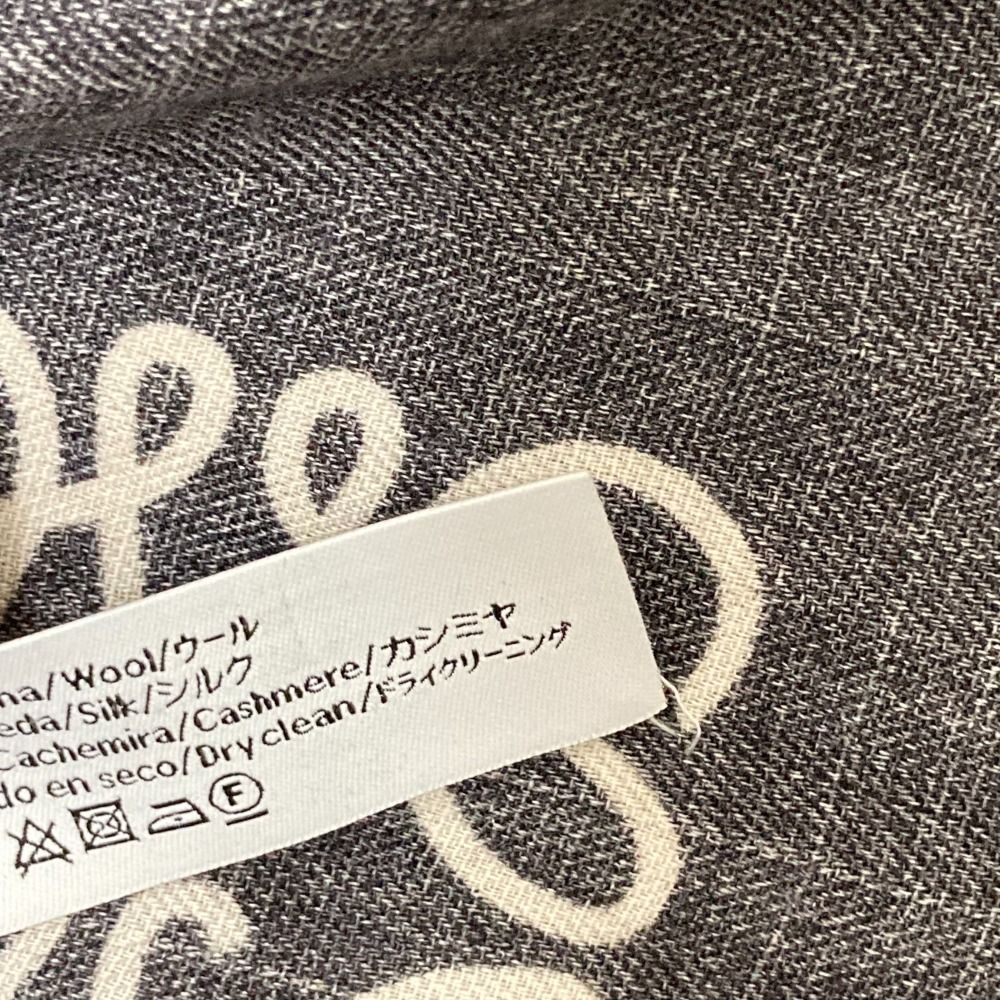 na/Wool/ウール
eda/Silk/シルク
Cachemira/Cashmere/カシミヤ
do en seco/Dry clean/ドライクリーニング
F